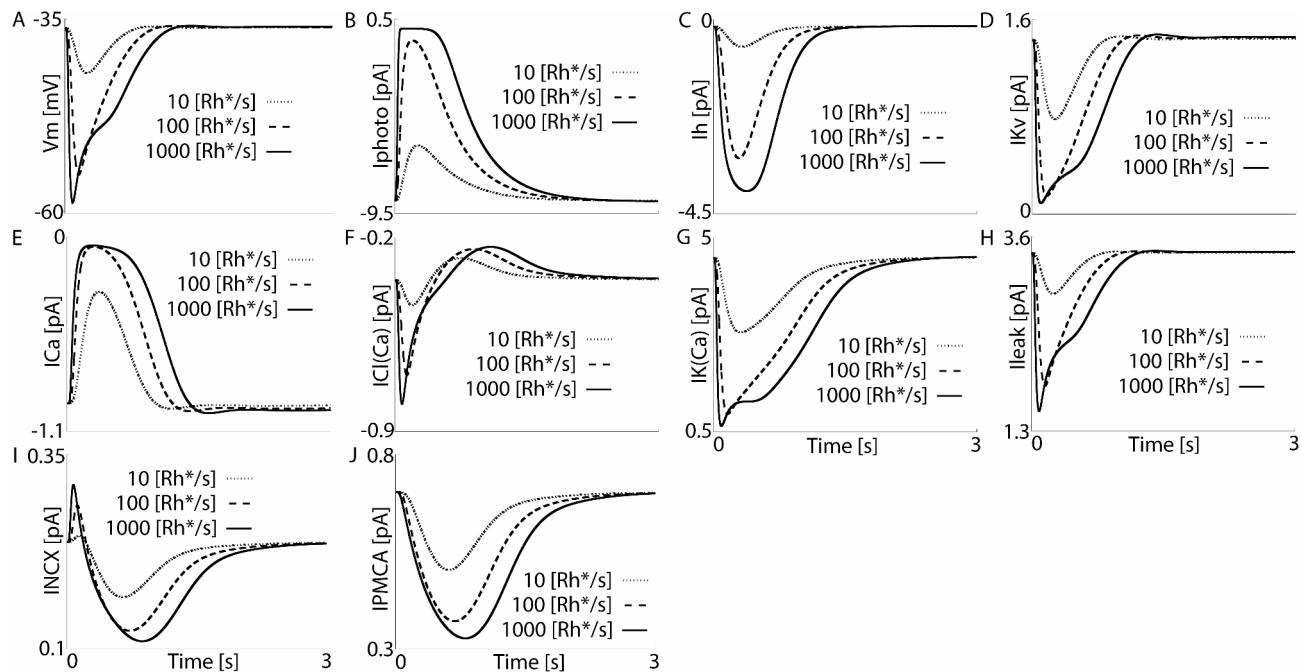 A
-35
Vm [mV]
-60
10 [Rh*/s]
100 [Rh*/s]
1000 [Rh*/s]
B
0.5
Iphoto [pA]
-9.5
10 [Rh*/s]
100 [Rh*/s]
1000 [Rh*/s]
C
0
Ih [pA]
-4.5
10 [Rh*/s]
100 [Rh*/s]
1000 [Rh*/s]
D
1.6
IKv [pA]
0
10 [Rh*/s]
100 [Rh*/s]
1000 [Rh*/s]
E
0
ICa [pA]
-1.1
10 [Rh*/s]
100 [Rh*/s]
1000 [Rh*/s]
F
-0.2
ICl(Ca) [pA]
-0.9
10 [Rh*/s]
100 [Rh*/s]
1000 [Rh*/s]
G
5
IK(Ca) [pA]
0.5
10 [Rh*/s]
100 [Rh*/s]
1000 [Rh*/s]
0 Time [s] 3
H
3.6
Ileak [pA]
1.3
10 [Rh*/s]
100 [Rh*/s]
1000 [Rh*/s]
0 Time [s] 3
I
0.35
INCX [pA]
0.1
10 [Rh*/s]
100 [Rh*/s]
1000 [Rh*/s]
0 Time [s] 3
J
0.8
IPMCA [pA]
0.3
10 [Rh*/s]
100 [Rh*/s]
1000 [Rh*/s]
0 Time [s] 3